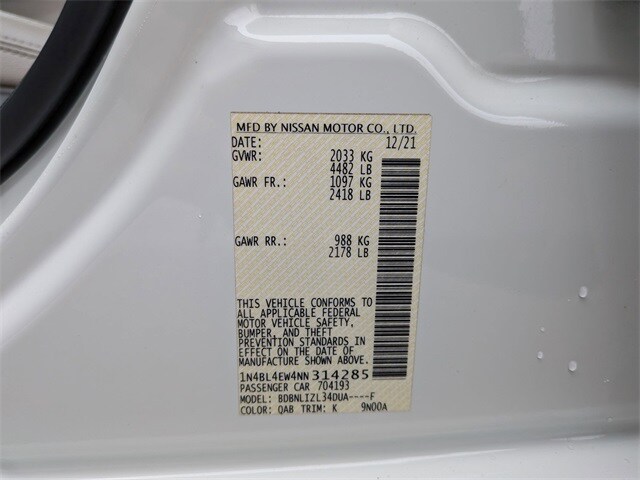 MFD BY NISSAN MOTOR CO., LTD.
DATE: 12/21
GVWR: 2033 KG
4482 LB
GAWR FR.: 1097 KG
2418 LB
GAWR RR.: 988 KG
2178 LB
THIS VEHICLE CONFORMS TO
ALL APPLICABLE FEDERAL
MOTOR VEHICLE SAFETY,
BUMPER, AND THEFT
PREVENTION STANDARDS IN
EFFECT ON THE DATE OF
MANUFACTURE SHOWN ABOVE.
1N4BL4EW4NN314285
PASSENGER CAR 704193
MODEL: BDBNLIZL34DUA----F
COLOR: QAB TRIM: K 9N00A